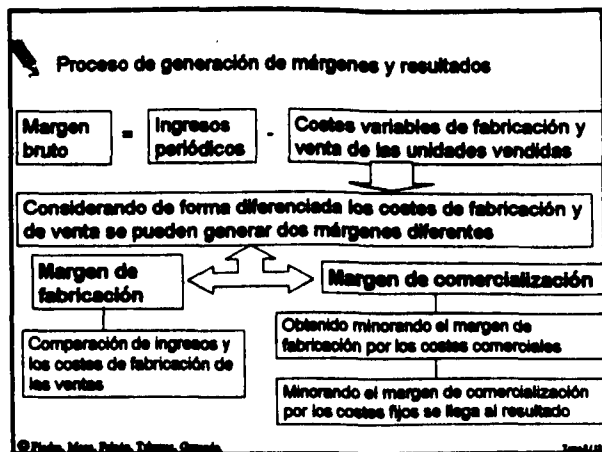 Proceso de generación de márgenes y resultados
Margen
bruto
=
Ingresos
periódicos
-
Costes variables de fabricación y
venta de las unidades vendidas
Considerando de forma diferenciada los costes de fabricación y
de venta se pueden generar dos márgenes diferentes
Margen de
fabricación
Margen de comercialización
Comparación de ingresos y
los costes de fabricación de
las ventas
Obtenido minorando el margen de
fabricación por los costes comerciales
Minorando el margen de comercialización
por los costes fijos se llega al resultado
©